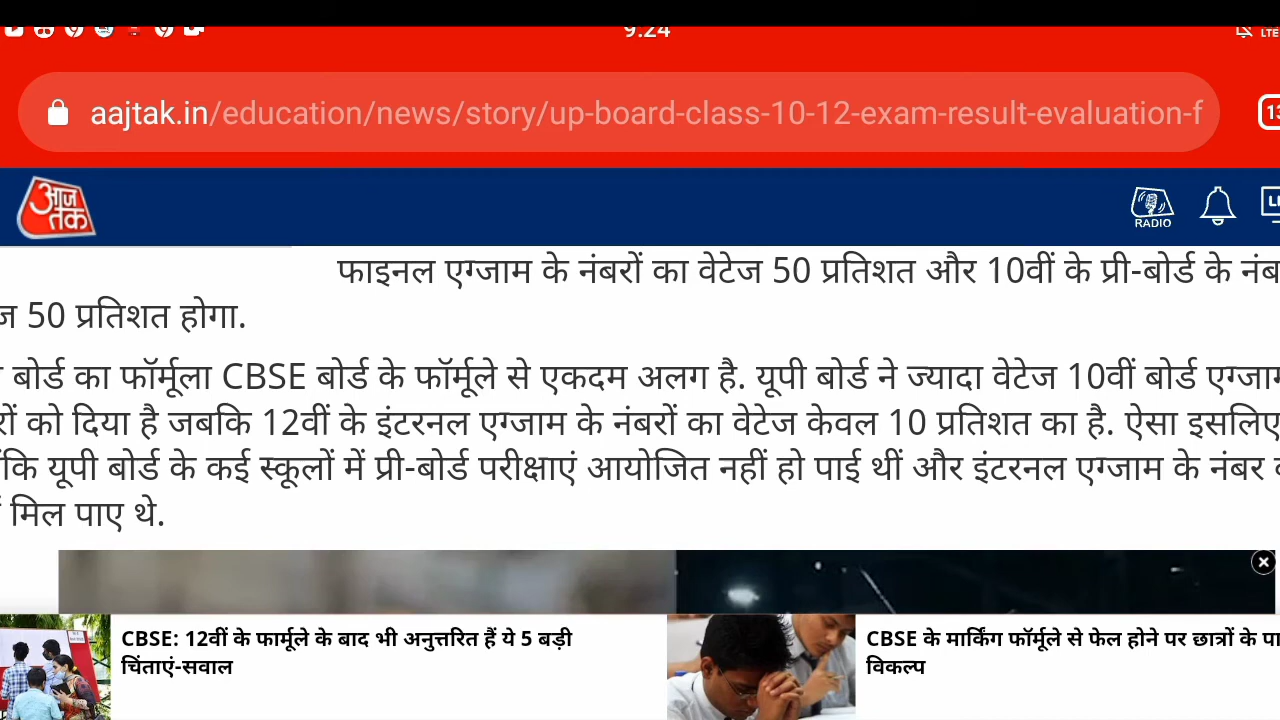 9:24
LTE
aajtak.in/education/news/story/up-board-class-10-12-exam-result-evaluation-f
13
आज तक
RADIO
फाइनल एग्जाम के नंबरों का वेटेज 50 प्रतिशत और 10वीं के प्री-बोर्ड के नंब
ज 50 प्रतिशत होगा.
बोर्ड का फॉर्मूला CBSE बोर्ड के फॉर्मूले से एकदम अलग है. यूपी बोर्ड ने ज्यादा वेटेज 10वीं बोर्ड एग्जाम
रों को दिया है जबकि 12वीं के इंटरनल एग्जाम के नंबरों का वेटेज केवल 10 प्रतिशत का है. ऐसा इसलिए
कि यूपी बोर्ड के कई स्कूलों में प्री-बोर्ड परीक्षाएं आयोजित नहीं हो पाई थीं और इंटरनल एग्जाम के नंबर
मिल पाए थे.
CBSE: 12वीं के फार्मूले के बाद भी अनुत्तरित हैं ये 5 बड़ी
चिंताएं-सवाल
CBSE के मार्किंग फॉर्मूले से फेल होने पर छात्रों के पा
विकल्प